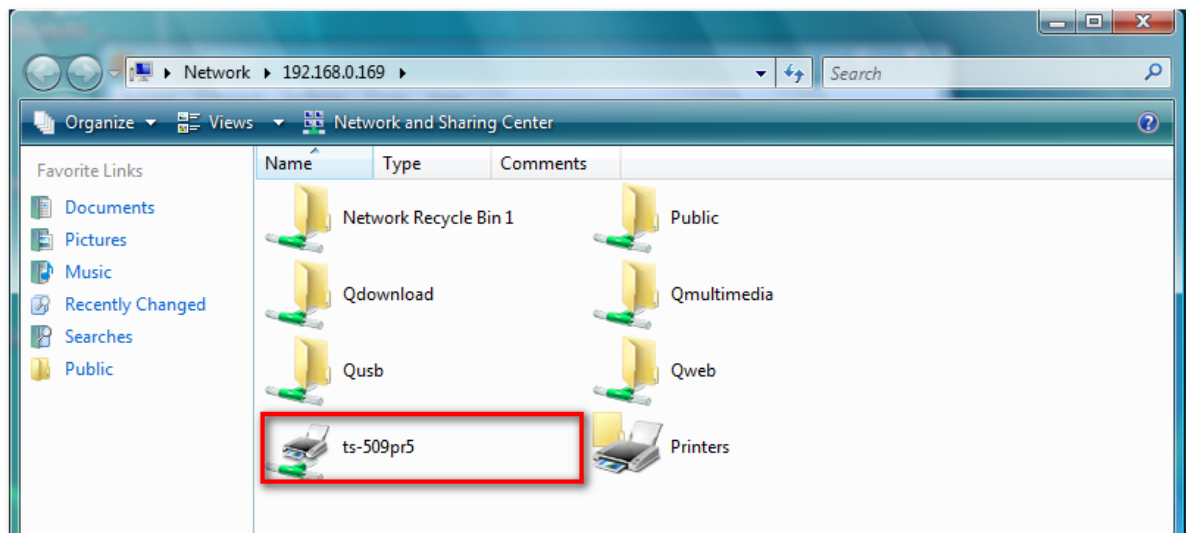 Network 192.168.0.169 Search
Organize Views Network and Sharing Center
Favorite Links
Documents
Pictures
Music
Recently Changed
Searches
Public
Name Type Comments
Network Recycle Bin 1 Public
Qdownload Qmultimedia
Qusb Qweb
ts-509pr5 Printers